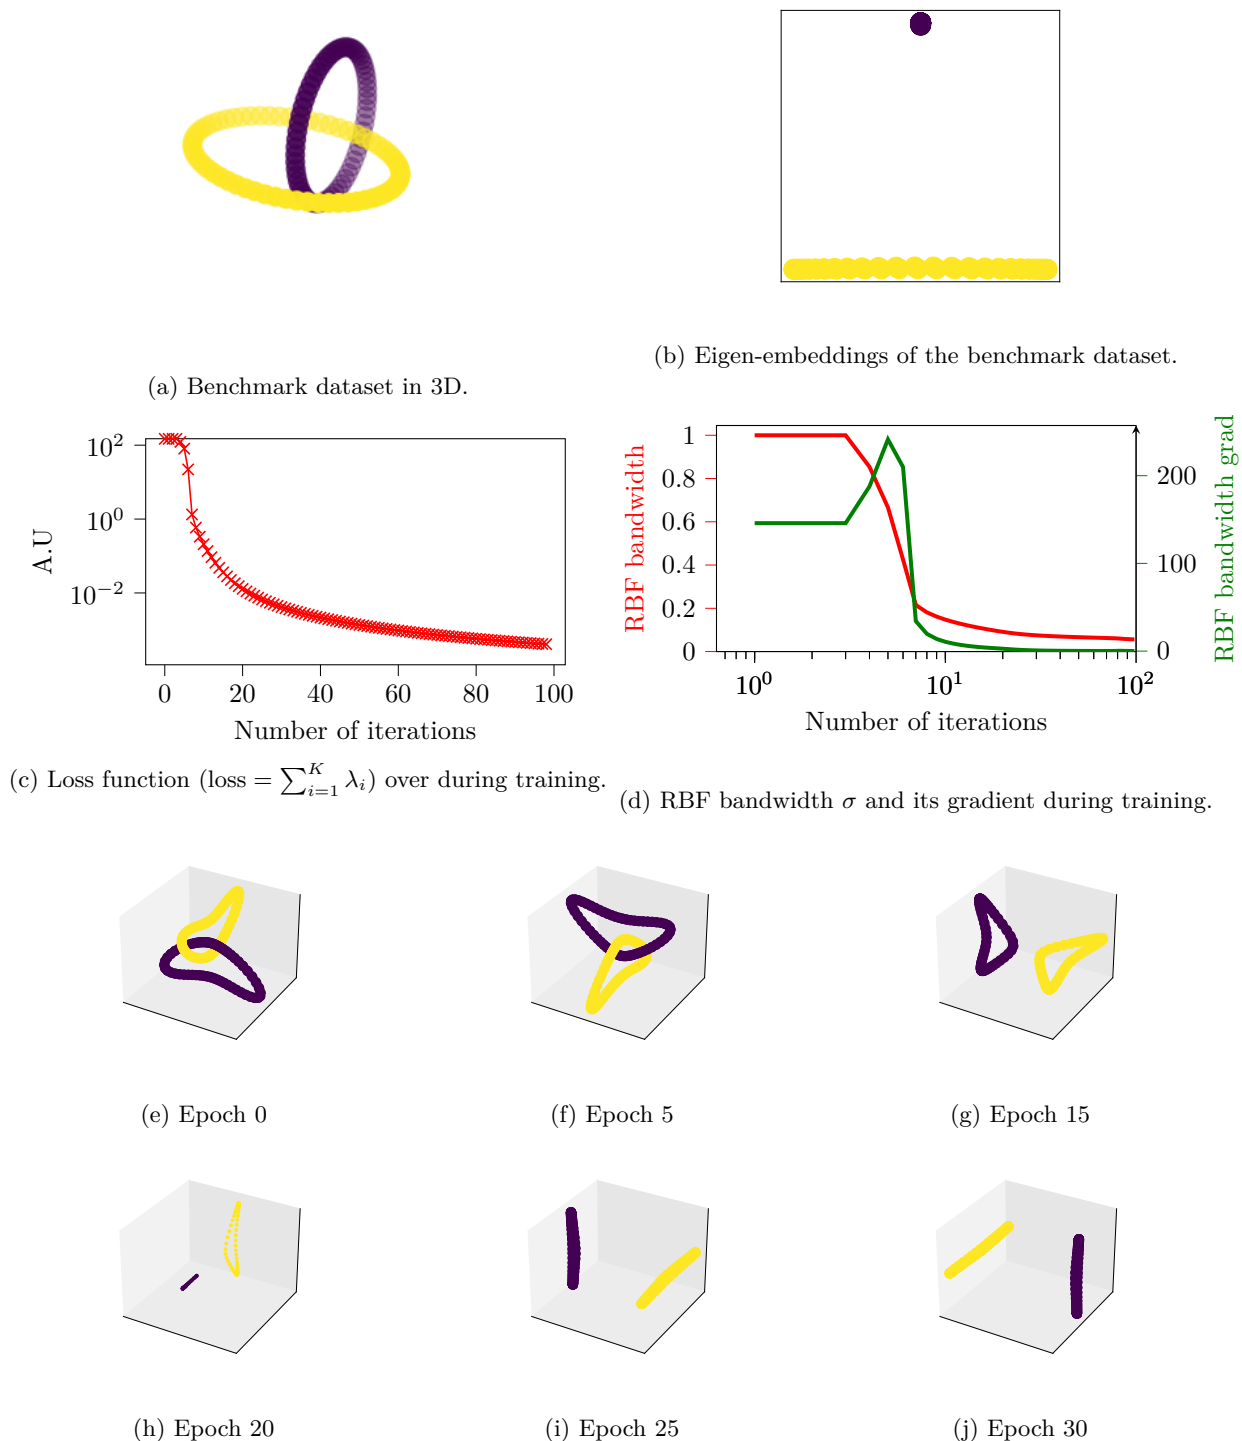 (a) Benchmark dataset in 3D.
(b) Eigen-embeddings of the benchmark dataset.
10^2
10^0
10^−2
A.U
0 20 40 60 80 100
Number of iterations
(c) Loss function (loss = ∑_{i=1}^{K} λ_i) over during training.
1
0.8
0.6
0.4
0.2
0
RBF bandwidth
200
100
0
RBF bandwidth grad
10^0 10^1 10^2
Number of iterations
(d) RBF bandwidth σ and its gradient during training.
(e) Epoch 0
(f) Epoch 5
(g) Epoch 15
(h) Epoch 20
(i) Epoch 25
(j) Epoch 30